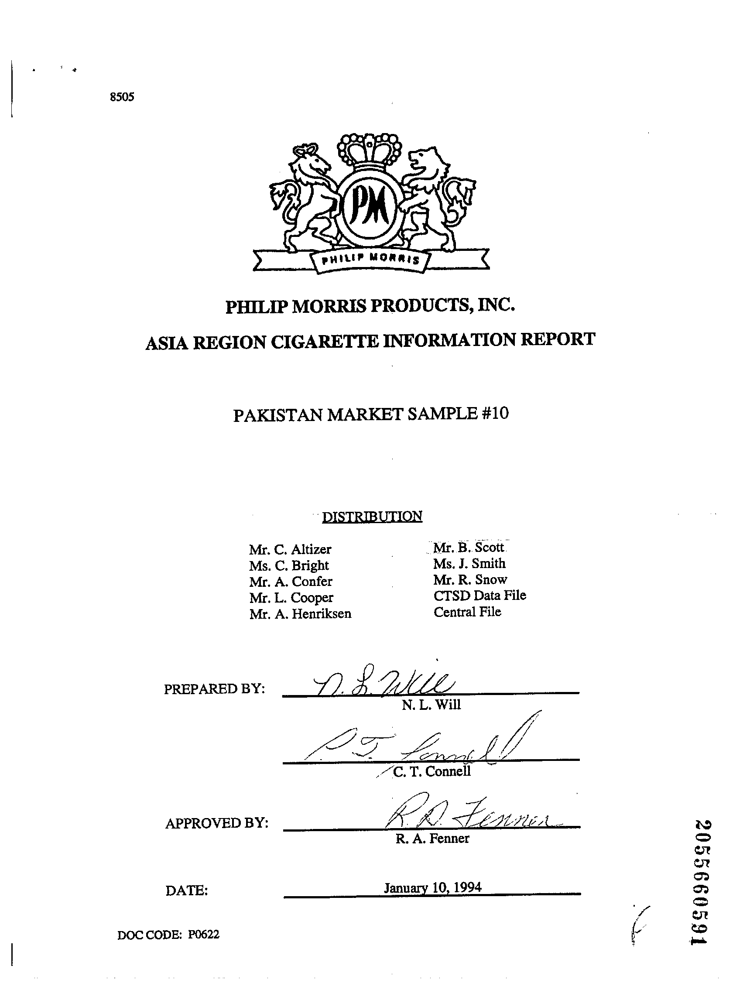 8505
PM
PHILIP MORRIS
PHILIP MORRIS PRODUCTS, INC.
ASIA REGION CIGARETTE INFORMATION REPORT
PAKISTAN MARKET SAMPLE #10
DISTRIBUTION
Mr. C. Altizer
Ms. C. Bright
Mr. A. Confer
Mr. L. Cooper
Mr. A. Henriksen
Mr. B. Scott
Ms. J. Smith
Mr. R. Snow
CTSD Data File
Central File
PREPARED BY: N. L. Will
N. L. Will
C. T. Connell
C. T. Connell
APPROVED BY: R. A. Fenner
R. A. Fenner
DATE: January 10, 1994
DOC CODE: P0622
2055660591